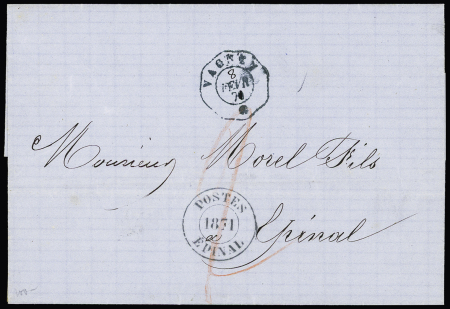 VAGNEY
8
FEVR
71
Monsieur Morel Fils
POSTES
1871
EPINAL
Epinal